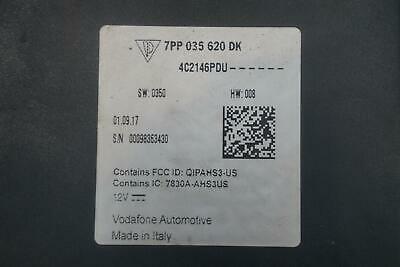 7PP 035 620 DK
4C2146PDU------
SW: 0350 HW: 008
01.09.17
S/N 00098363430
Contains FCC ID: QIPAHS3-US
Contains IC: 7830A-AHS3US
12V
Vodafone Automotive
Made in Italy